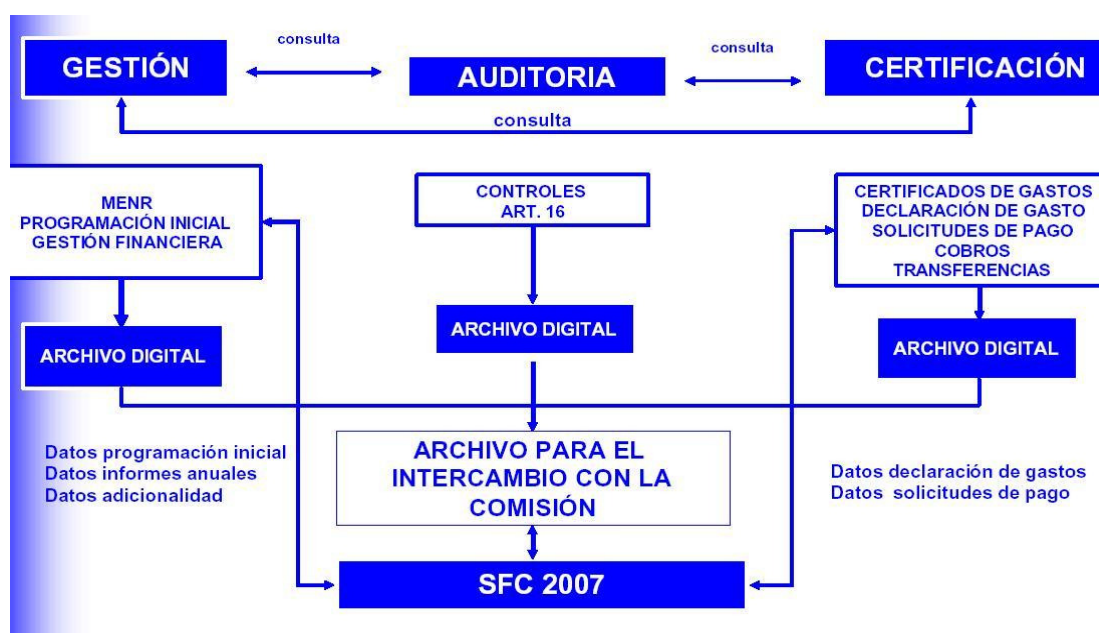 consulta
consulta
GESTIÓN
AUDITORIA
CERTIFICACIÓN
consulta
MENR
PROGRAMACIÓN INICIAL
GESTIÓN FINANCIERA
CONTROLES
ART. 16
CERTIFICADOS DE GASTOS
DECLARACIÓN DE GASTO
SOLICITUDES DE PAGO
COBROS
TRANSFERENCIAS
ARCHIVO DIGITAL
ARCHIVO DIGITAL
ARCHIVO DIGITAL
Datos programación inicial
Datos informes anuales
Datos adicionalidad
ARCHIVO PARA EL
INTERCAMBIO CON LA
COMISIÓN
Datos declaración de gastos
Datos solicitudes de pago
SFC 2007